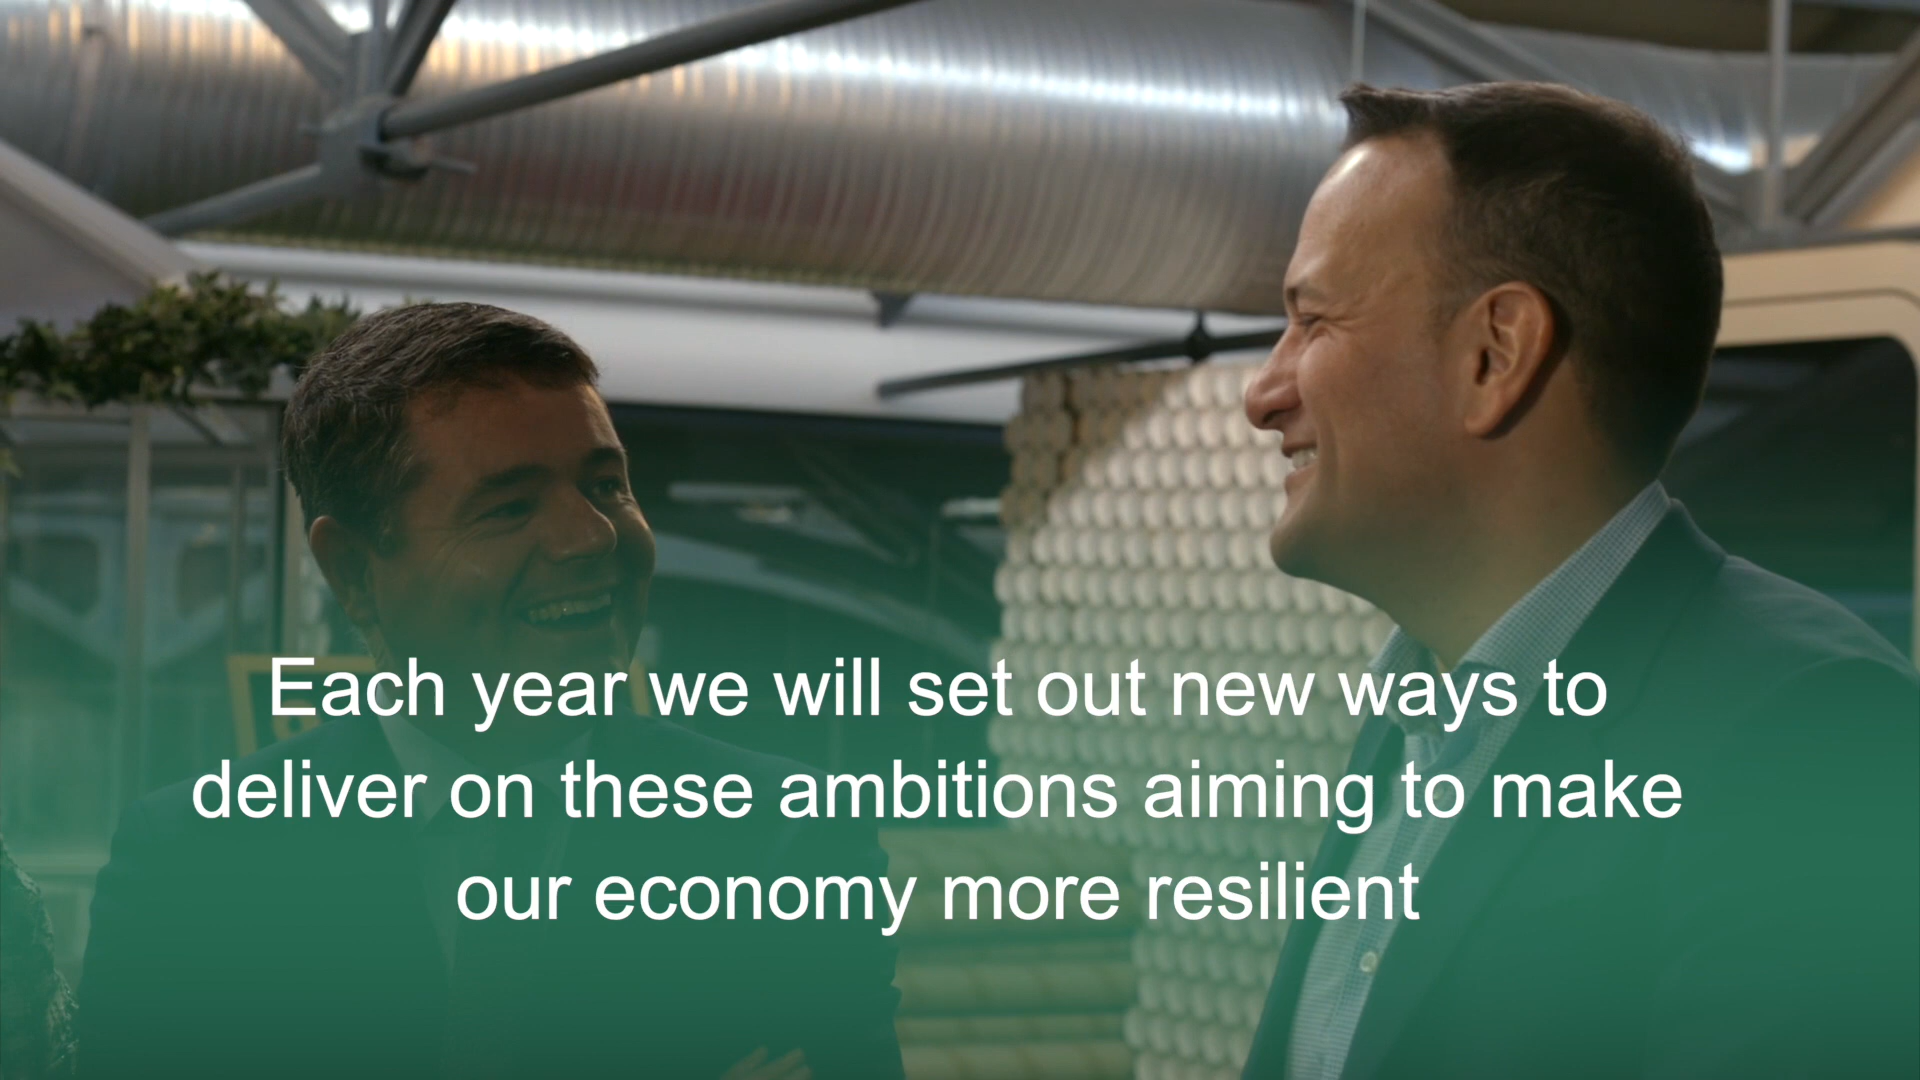 Each year we will set out new ways to
deliver on these ambitions aiming to make
our economy more resilient